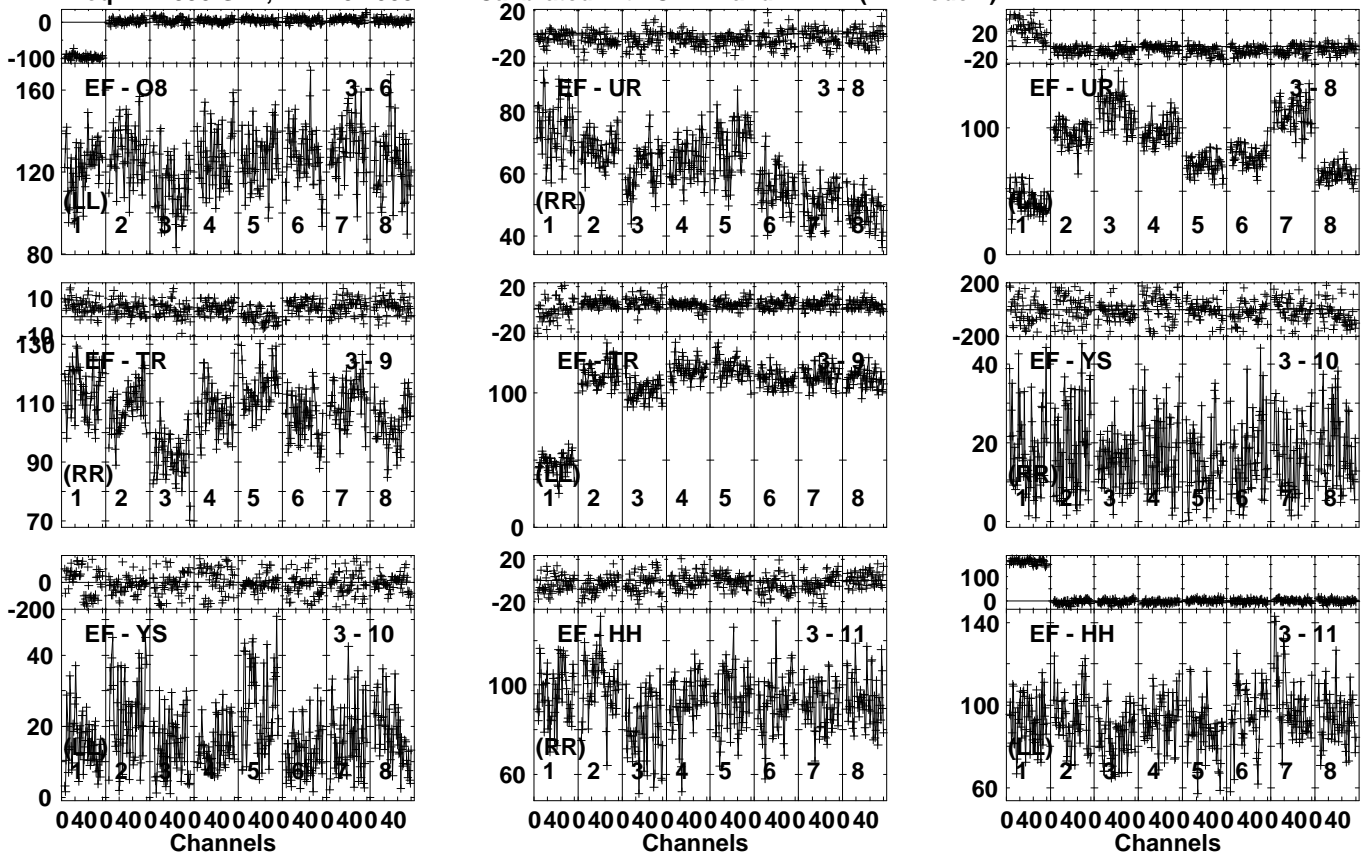 20
0
-100
EF - O8 3 - 6
160
120
80
(LL)
1 2 3 4 5 6 7 8
20
-20
EF - UR 3 - 8
80
60
40
(RR)
1 2 3 4 5 6 7 8
20
-20
EF - UR 3 - 8
100
0
(LL)
1 2 3 4 5 6 7 8
10
10
EF - TR 3 - 9
130
110
90
70
(RR)
1 2 3 4 5 6 7 8
20
-20
EF - TR 3 - 9
100
0
(LL)
1 2 3 4 5 6 7 8
200
-200
EF - YS 3 - 10
40
20
0
(RR)
1 2 3 4 5 6 7 8
0
-200
EF - YS 3 - 10
40
20
0
(LL)
1 2 3 4 5 6 7 8
040040040040040040040 40
Channels
20
-20
EF - HH 3 - 11
100
60
(RR)
1 2 3 4 5 6 7 8
040040040040040040040 40
Channels
100
0
EF - HH 3 - 11
140
100
60
(LL)
1 2 3 4 5 6 7 8
040040040040040040040 40
Channels